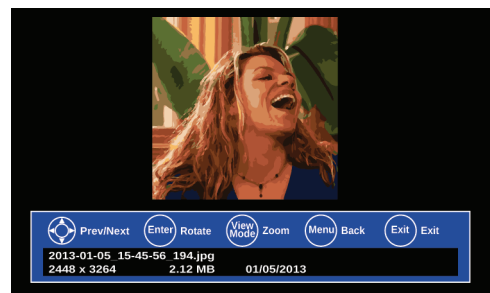 Prev/Next Enter Rotate View Mode Zoom Menu Back Exit Exit
2013-01-05_15-45-56_194.jpg
2448 x 3264 2.12 MB 01/05/2013